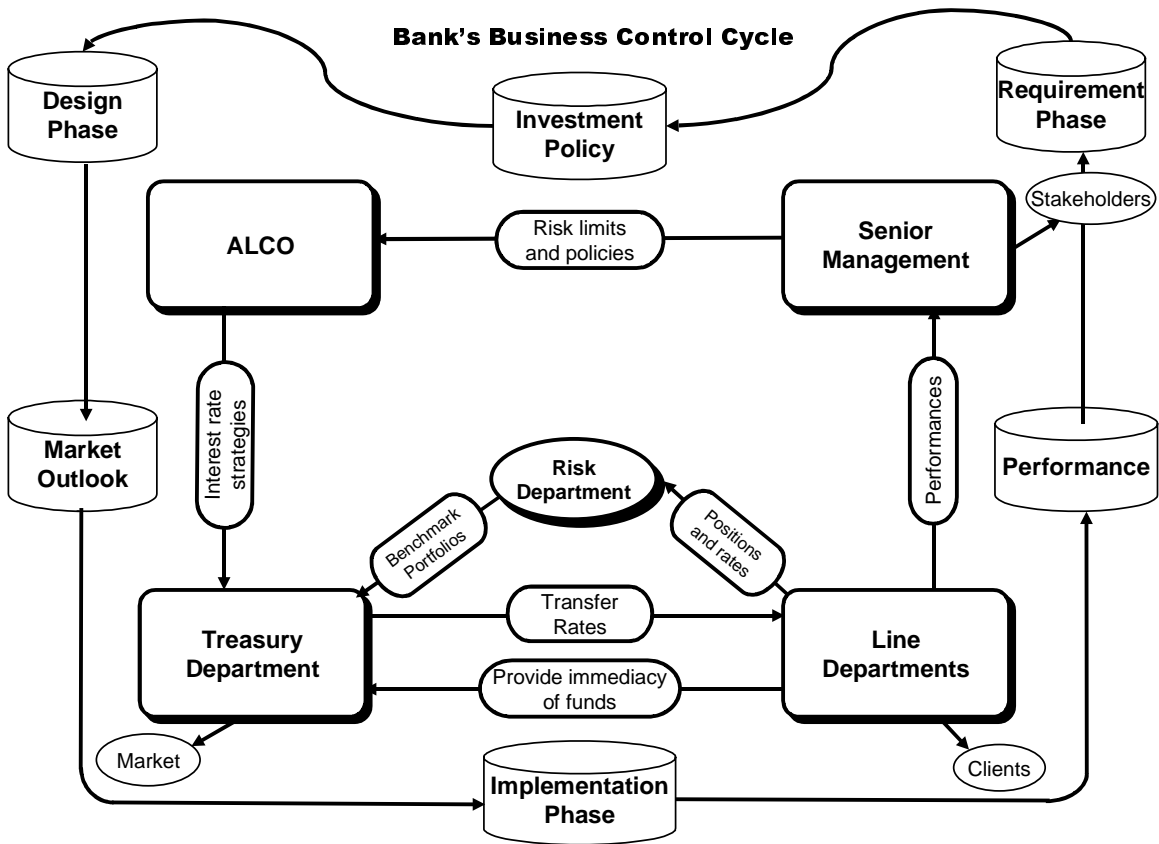 Bank's Business Control Cycle
Design
Phase
Investment
Policy
Requirement
Phase
Stakeholders
ALCO
Risk limits
and policies
Senior
Management
Interest rate
strategies
Performances
Market
Outlook
Risk
Department
Performance
Benchmark
Portfolios
Positions
and rates
Treasury
Department
Transfer
Rates
Line
Departments
Provide immediacy
of funds
Market
Clients
Implementation
Phase